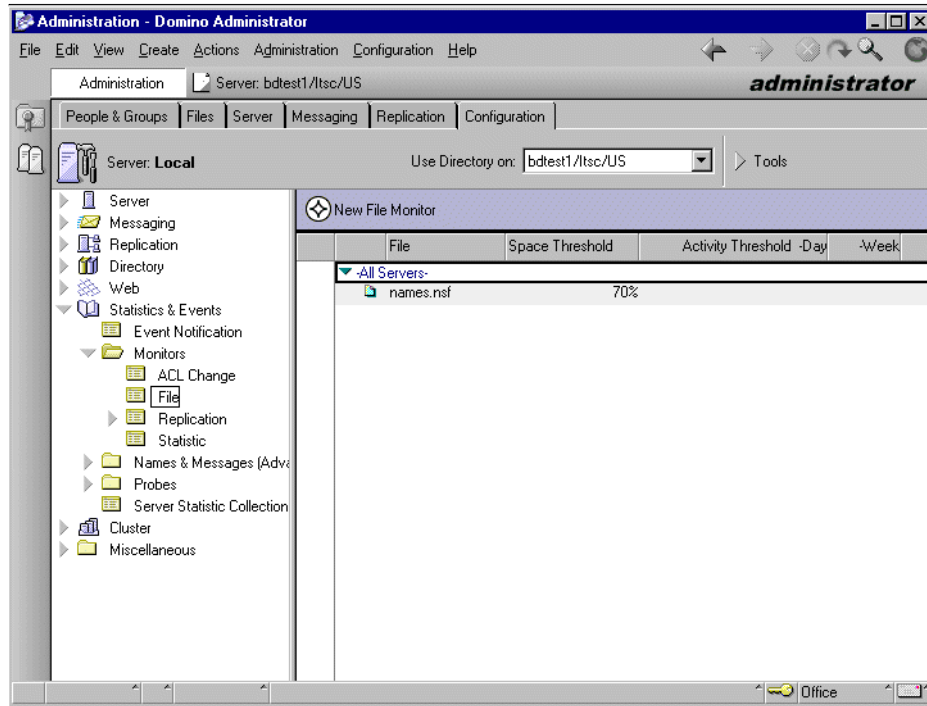 Administration - Domino Administrator
File Edit View Create Actions Administration Configuration Help
Administration Server: bdtest1/Itsc/US administrator
People & Groups Files Server Messaging Replication Configuration
Server: Local Use Directory on: bdtest1/Itsc/US Tools
New File Monitor
File Space Threshold Activity Threshold -Day -Week
-All Servers-
names.nsf 70%
Server
Messaging
Replication
Directory
Web
Statistics & Events
Event Notification
Monitors
ACL Change
File
Replication
Statistic
Names & Messages (Adva
Probes
Server Statistic Collection
Cluster
Miscellaneous
Office